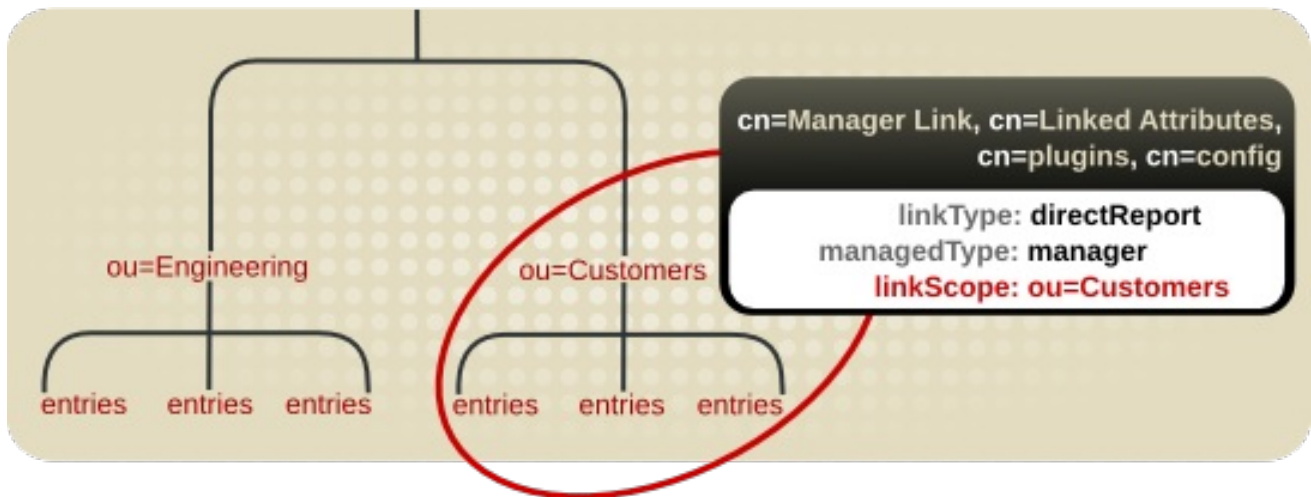 cn=Manager Link, cn=Linked Attributes,
cn=plugins, cn=config
linkType: directReport
managedType: manager
linkScope: ou=Customers
ou=Engineering
ou=Customers
entries entries entries entries entries entries